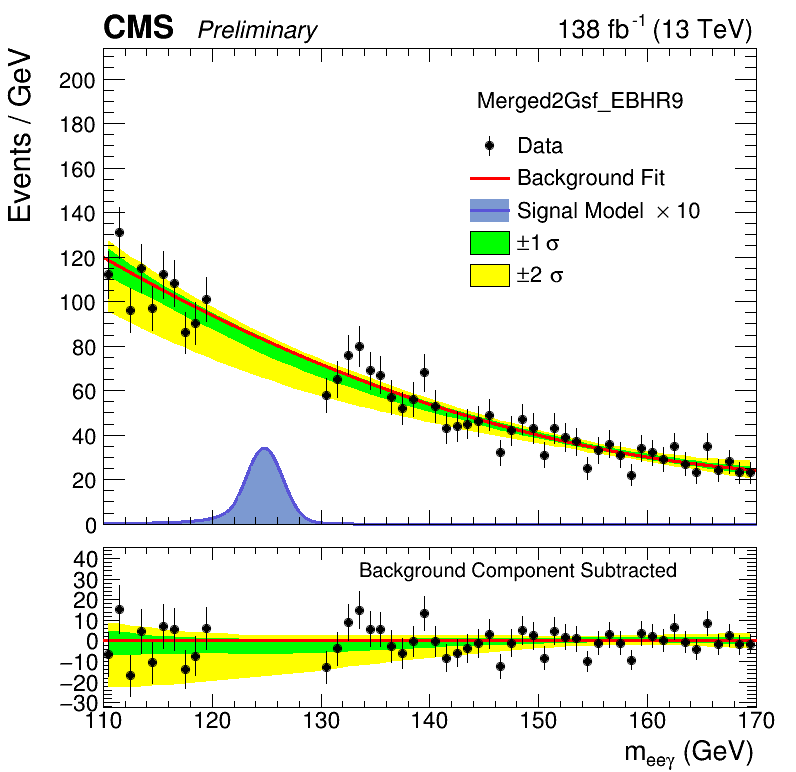 CMS Preliminary 138 fb-1 (13 TeV)
Events / GeV
200
180
160
140
120
100
80
60
40
20
0
Merged2Gsf_EBHR9
Data
Background Fit
Signal Model × 10
±1 σ
±2 σ
Background Component Subtracted
40
30
20
10
0
−10
−20
−30
110 120 130 140 150 160 170
meeγ (GeV)